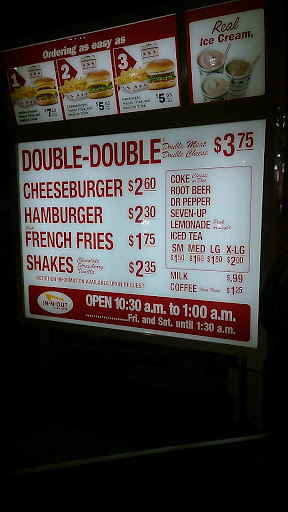 Ordering as easy as
Real
Ice Cream.
1
2
3
DOUBLE-DOUBLE Double Meat $3.75
Double Cheese
CHEESEBURGER $2.60
HAMBURGER $2.30
FRENCH FRIES $1.75
SHAKES Chocolate $2.35
Strawberry
Vanilla
NUTRITION INFORMATION AVAILABLE UPON REQUEST
COKE Classic
ROOT BEER
DR PEPPER
SEVEN-UP
LEMONADE
ICED TEA
SM MED LG X-LG
$1.50 $1.60 $1.80 $2.00
MILK $.99
COFFEE $1.25
IN-N-OUT
OPEN 10:30 a.m. to 1:00 a.m.
Fri. and Sat. until 1:30 a.m.